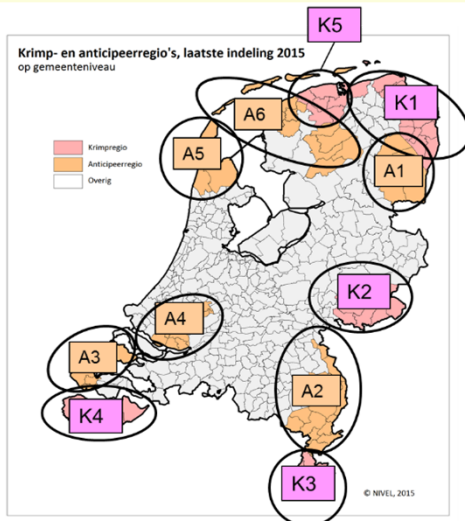 K5
Krimp- en anticipeerregio's, laatste indeling 2015
op gemeenteniveau
K1
A6
Krimpregio
Anticipeerregio
Overig
A5
A1
K2
A4
A3
A2
K4
K3
© NIVEL, 2015